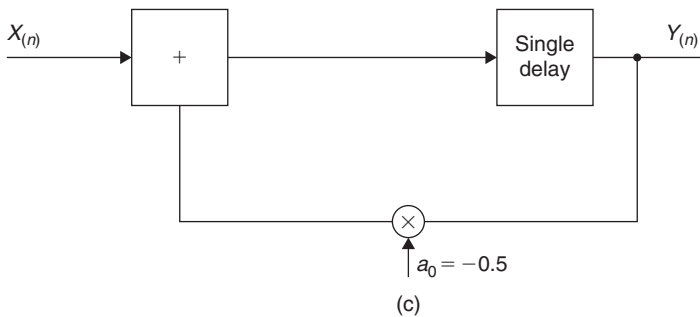 X(n)
+
Single
delay
Y(n)
×
a0 = −0.5
(c)